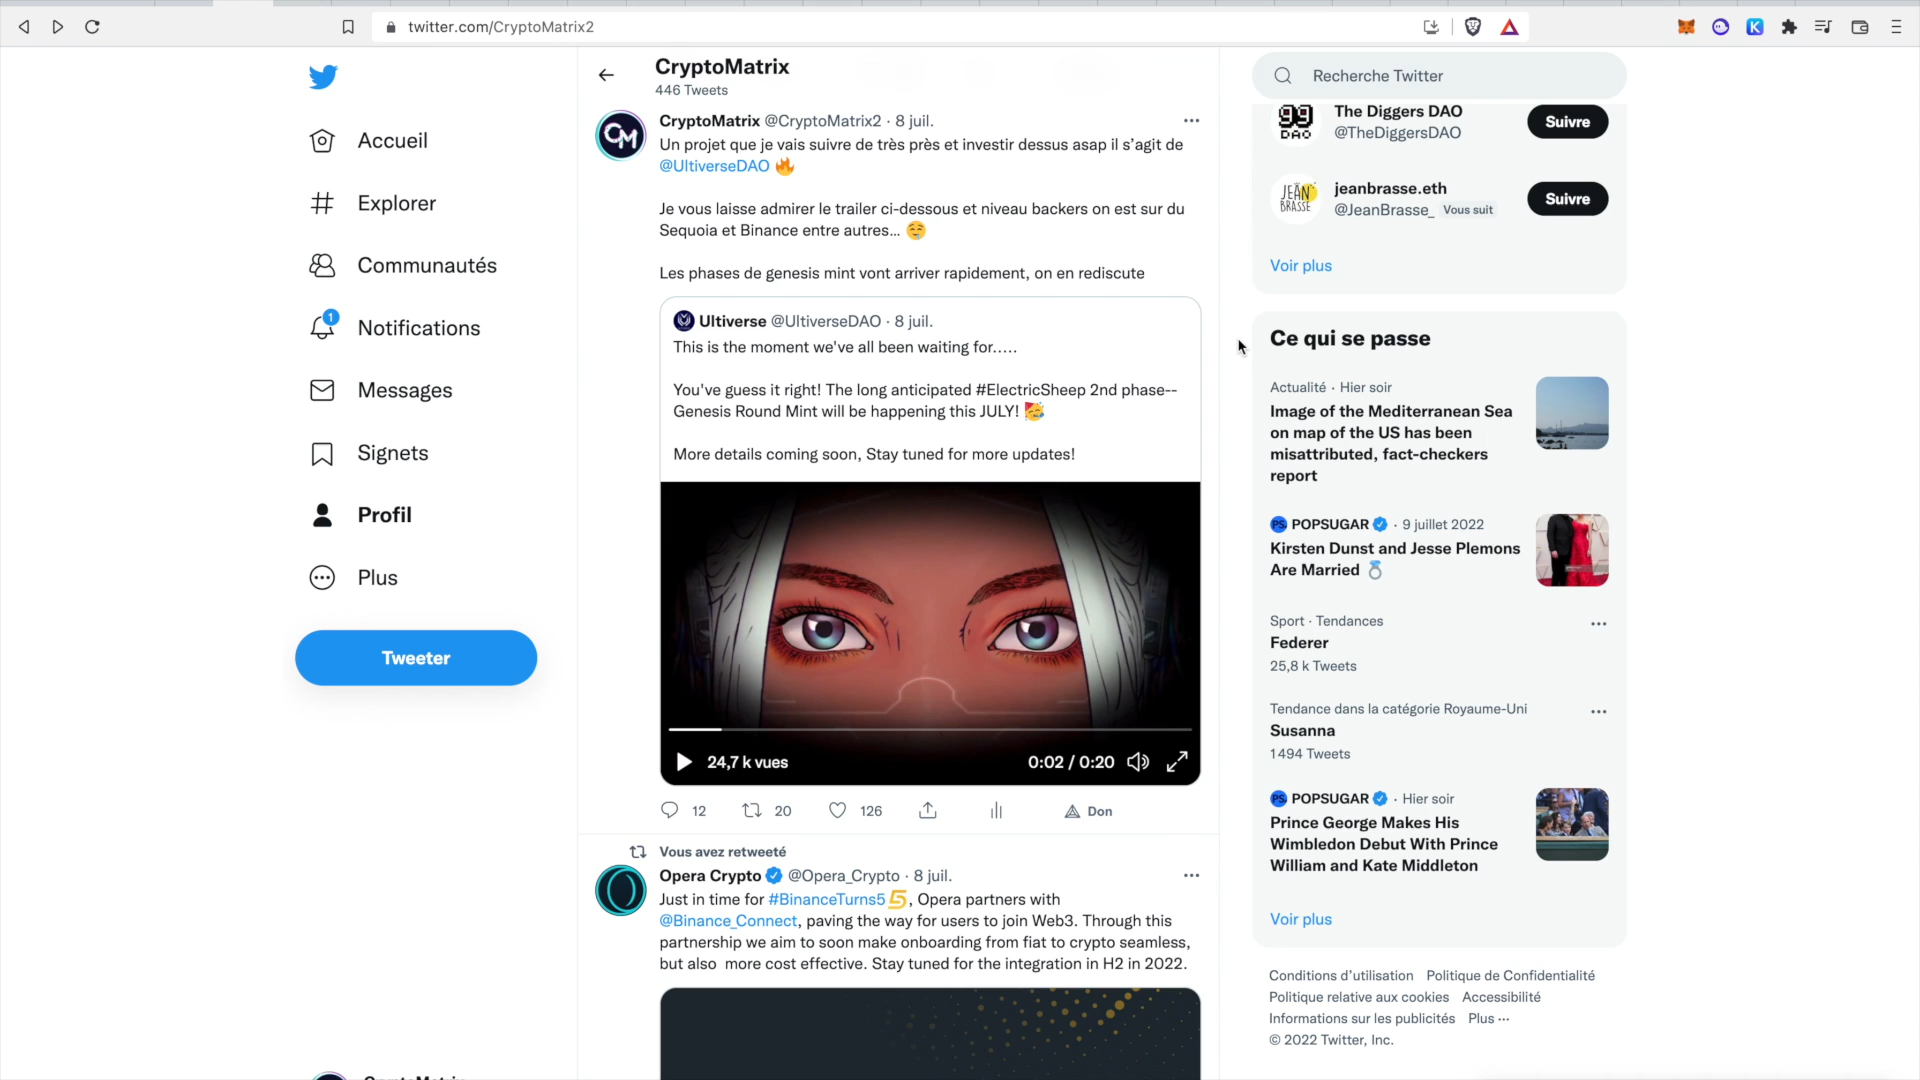 twitter.com/CryptoMatrix2
Accueil
Explorer
Communautés
1
Notifications
Messages
Signets
Profil
Plus
Tweeter
CryptoMatrix
446 Tweets
CM
CryptoMatrix @CryptoMatrix2 · 8 juil.
Un projet que je vais suivre de très près et investir dessus asap il s’agit de
@UltiverseDAO 🔥
Je vous laisse admirer le trailer ci-dessous et niveau backers on est sur du
Sequoia et Binance entre autres… 🤤
Les phases de genesis mint vont arriver rapidement, on en rediscute
Ultiverse @UltiverseDAO · 8 juil.
This is the moment we've all been waiting for.....
You've guess it right! The long anticipated #ElectricSheep 2nd phase--
Genesis Round Mint will be happening this JULY! 🥳
More details coming soon, Stay tuned for more updates!
24,7 k vues
0:02 / 0:20
12
20
126
Don
Vous avez retweeté
Opera Crypto @Opera_Crypto · 8 juil.
Just in time for #BinanceTurns5 5, Opera partners with
@Binance_Connect, paving the way for users to join Web3. Through this
partnership we aim to soon make onboarding from fiat to crypto seamless,
but also more cost effective. Stay tuned for the integration in H2 in 2022.
Recherche Twitter
DAO
The Diggers DAO
@TheDiggersDAO
Suivre
JEAN
BRASSE
jeanbrasse.eth
@JeanBrasse_ Vous suit
Suivre
Voir plus
Ce qui se passe
Actualité · Hier soir
Image of the Mediterranean Sea
on map of the US has been
misattributed, fact-checkers
report
PS POPSUGAR · 9 juillet 2022
Kirsten Dunst and Jesse Plemons
Are Married 💍
Sport · Tendances
Federer
25,8 k Tweets
Tendance dans la catégorie Royaume-Uni
Susanna
1 494 Tweets
PS POPSUGAR · Hier soir
Prince George Makes His
Wimbledon Debut With Prince
William and Kate Middleton
Voir plus
Conditions d’utilisation Politique de Confidentialité
Politique relative aux cookies Accessibilité
Informations sur les publicités Plus ···
© 2022 Twitter, Inc.